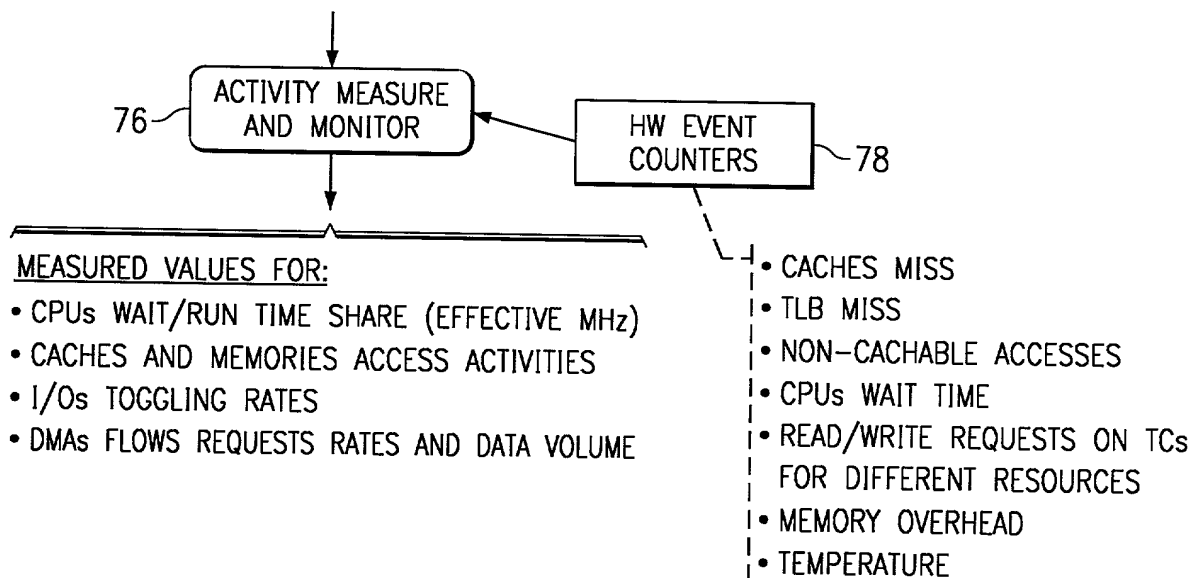 ACTIVITY MEASURE
AND MONITOR
76
HW EVENT
COUNTERS
78
MEASURED VALUES FOR:
• CPUs WAIT/RUN TIME SHARE (EFFECTIVE MHz)
• CACHES AND MEMORIES ACCESS ACTIVITIES
• I/Os TOGGLING RATES
• DMAs FLOWS REQUESTS RATES AND DATA VOLUME
• CACHES MISS
• TLB MISS
• NON-CACHABLE ACCESSES
• CPUs WAIT TIME
• READ/WRITE REQUESTS ON TCs
FOR DIFFERENT RESOURCES
• MEMORY OVERHEAD
• TEMPERATURE